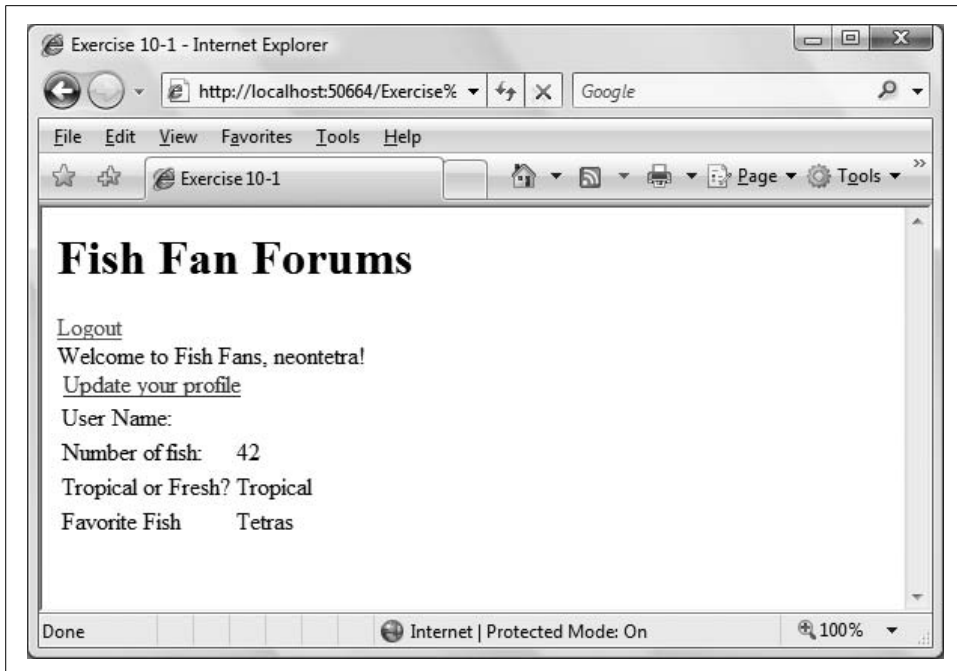 Exercise 10-1 - Internet Explorer
http://localhost:50664/Exercise%
Google
File Edit View Favorites Tools Help
Exercise 10-1
Page
Tools
Fish Fan Forums
Logout
Welcome to Fish Fans, neontetra!
Update your profile
User Name:
Number of fish: 42
Tropical or Fresh? Tropical
Favorite Fish Tetras
Done
Internet | Protected Mode: On
100%